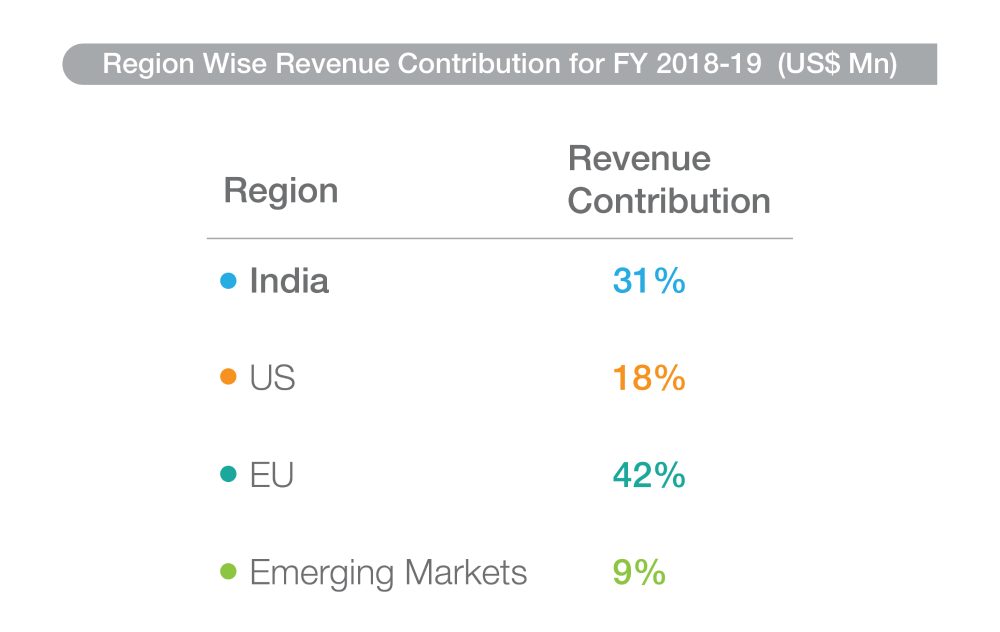 Region Wise Revenue Contribution for FY 2018-19 (US$ Mn)
Region
Revenue
Contribution
India 31%
US 18%
EU 42%
Emerging Markets 9%